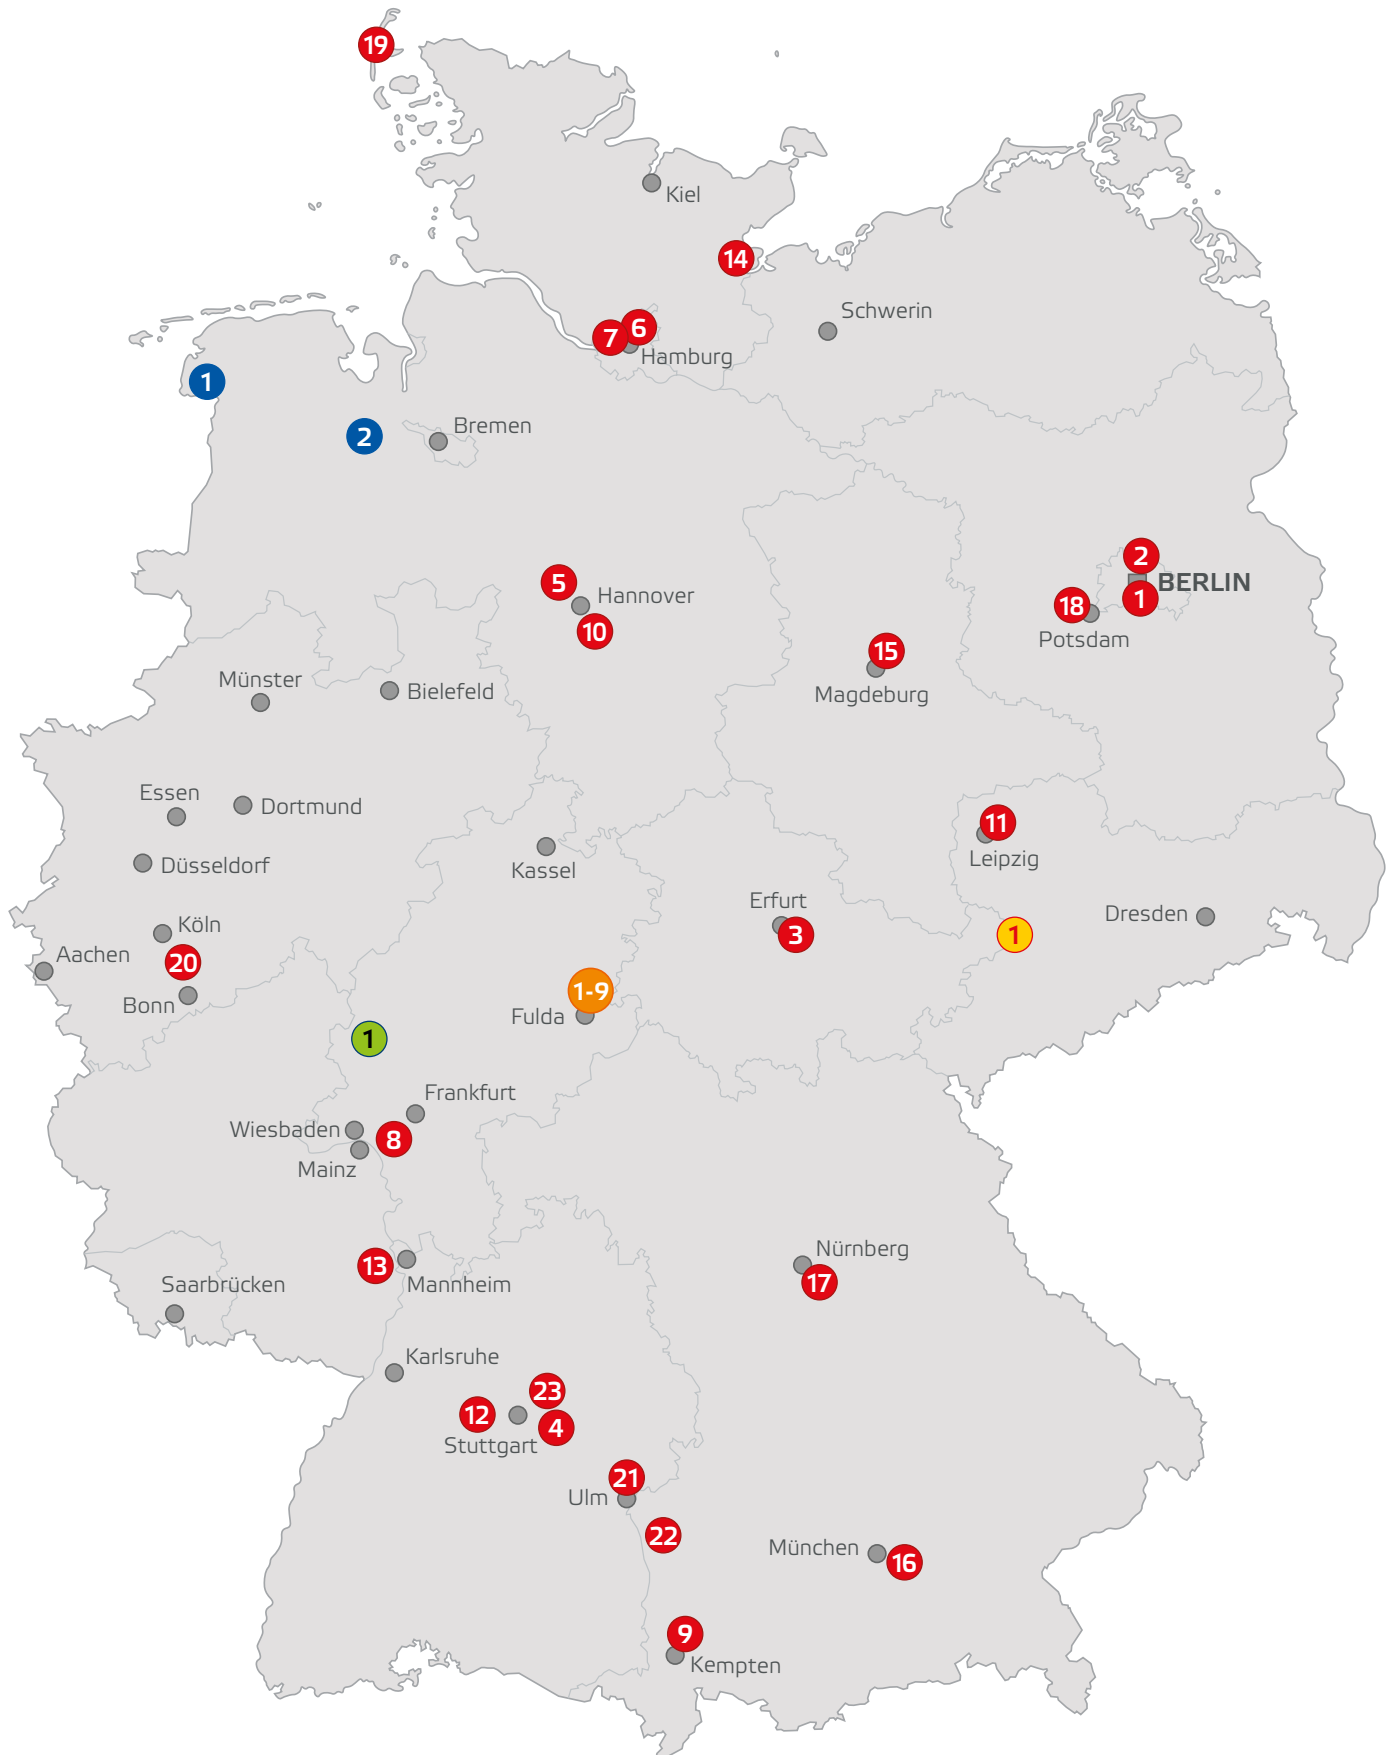 19
Kiel
14
Schwerin
6
7
Hamburg
1
2
Bremen
2
BERLIN
5
Hannover
1
18
10
Potsdam
15
Magdeburg
Münster
Bielefeld
Essen
Dortmund
11
Leipzig
Düsseldorf
Kassel
Erfurt
3
Dresden
1
Köln
20
Aachen
Bonn
1-9
Fulda
1
Frankfurt
Wiesbaden
8
Mainz
Nürnberg
13
17
Mannheim
Saarbrücken
Karlsruhe
23
12
4
Stuttgart
21
Ulm
22
München
16
9
Kempten